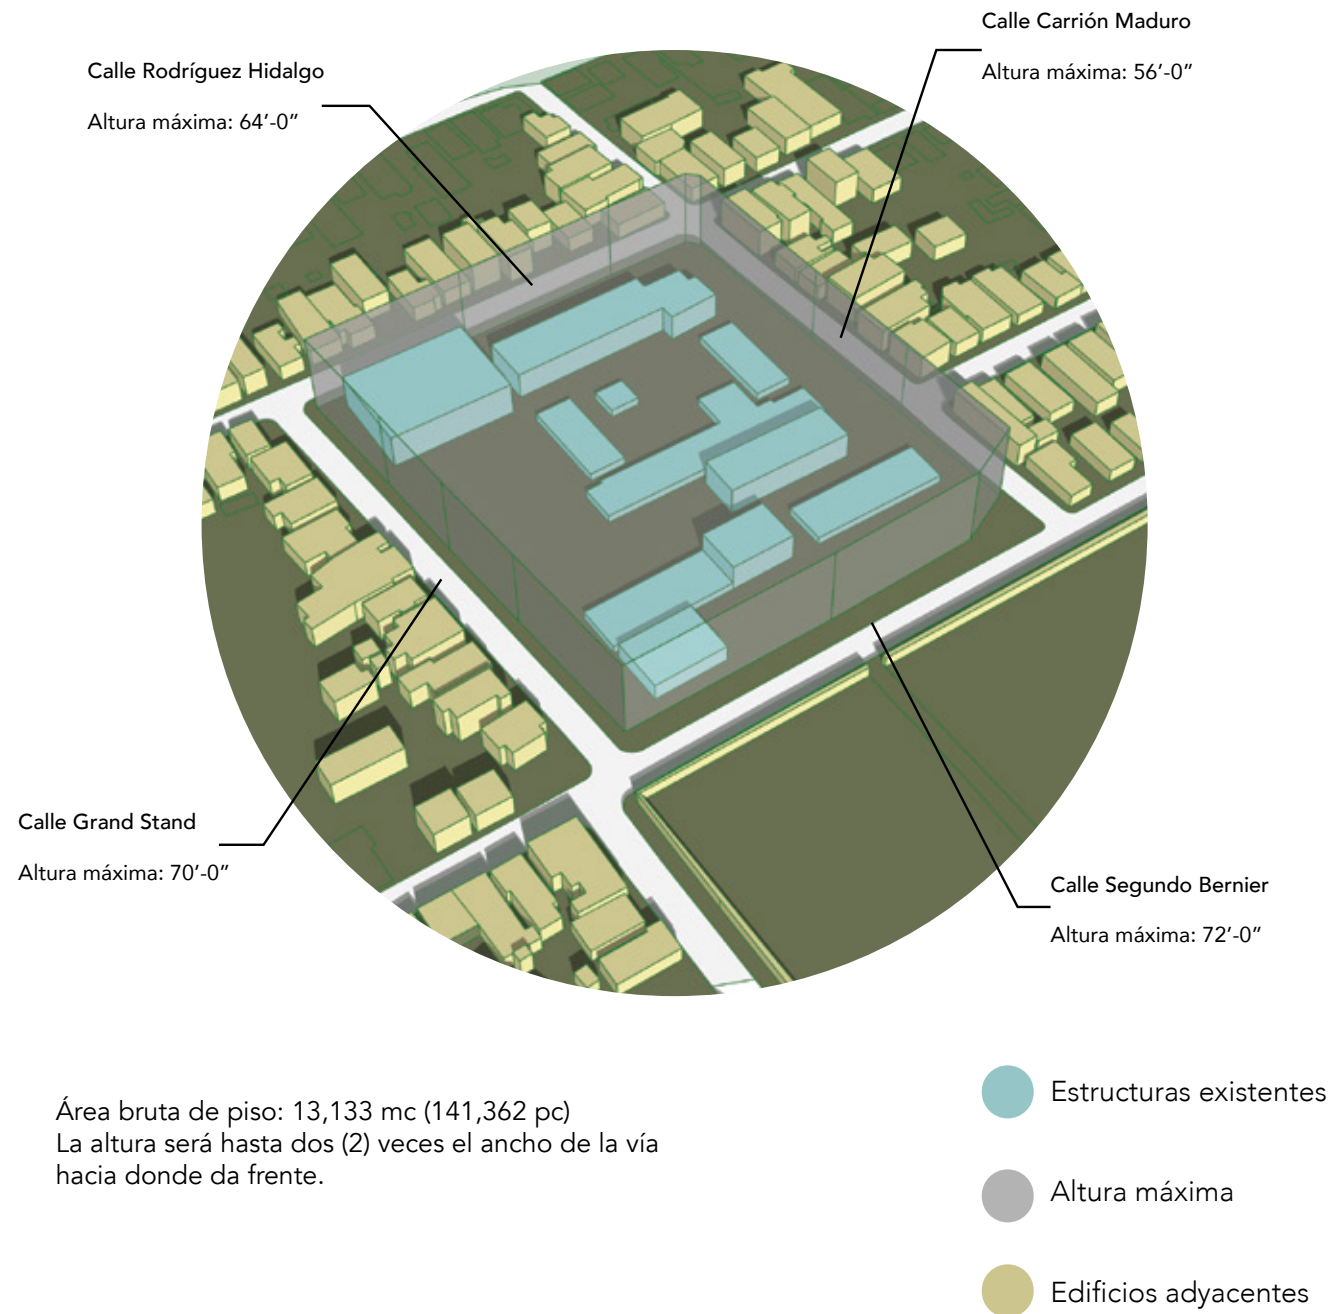 Calle Carrión Maduro
Altura máxima: 56’-0”
Calle Rodríguez Hidalgo
Altura máxima: 64’-0”
Calle Grand Stand
Altura máxima: 70’-0”
Calle Segundo Bernier
Altura máxima: 72’-0”
Área bruta de piso: 13,133 mc (141,362 pc)
La altura será hasta dos (2) veces el ancho de la vía
hacia donde da frente.
Estructuras existentes
Altura máxima
Edificios adyacentes